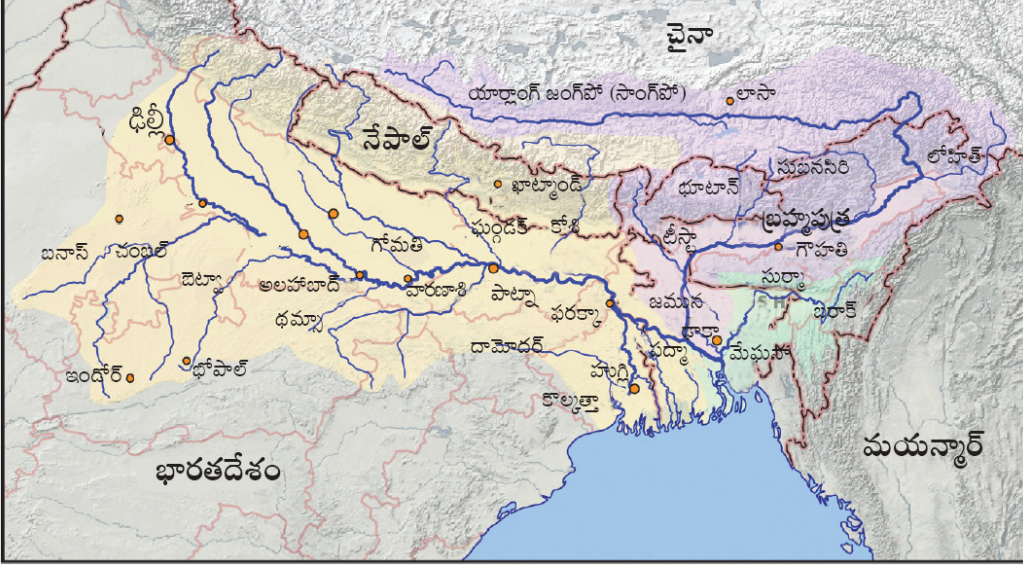 చైనా
యార్లాంగ్ జంగ్‌పో (సాంగ్‌పో)
లాసా
ఢిల్లీ
నేపాల్
లోహిత్
సుబనసిరి
ఖాట్మాండ్
భూటాన్
బ్రహ్మపుత్ర
ఘగ్గండక్
కోశి
టీస్టా
గౌహతి
గోమతి
బనాస్
చంబల్
బెట్వా
అలహాబాద్
వారణాశి
పాట్నా
సుర్మా
జమున
బరాక్
ఫరక్కా
థమ్సా
ఢాకా
దామోదర్
పద్మా
మేఘనా
ఇండోర్
భోపాల్
హుగ్లి
కొల్కత్తా
భారతదేశం
మయన్మార్